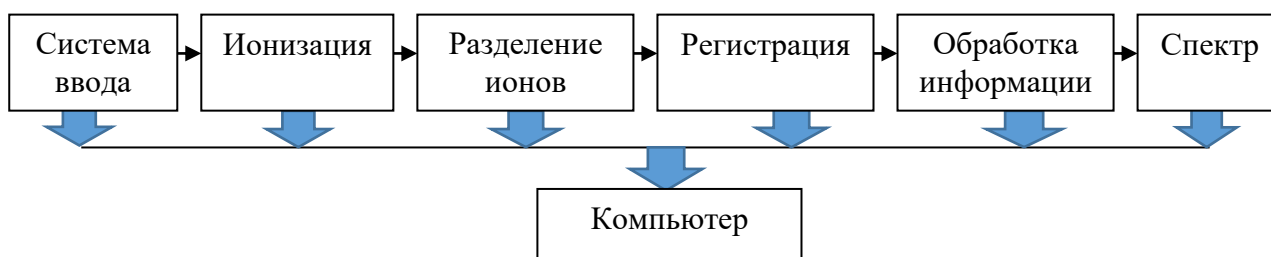 Система
ввода
Ионизация
Разделение
ионов
Регистрация
Обработка
информации
Спектр
Компьютер